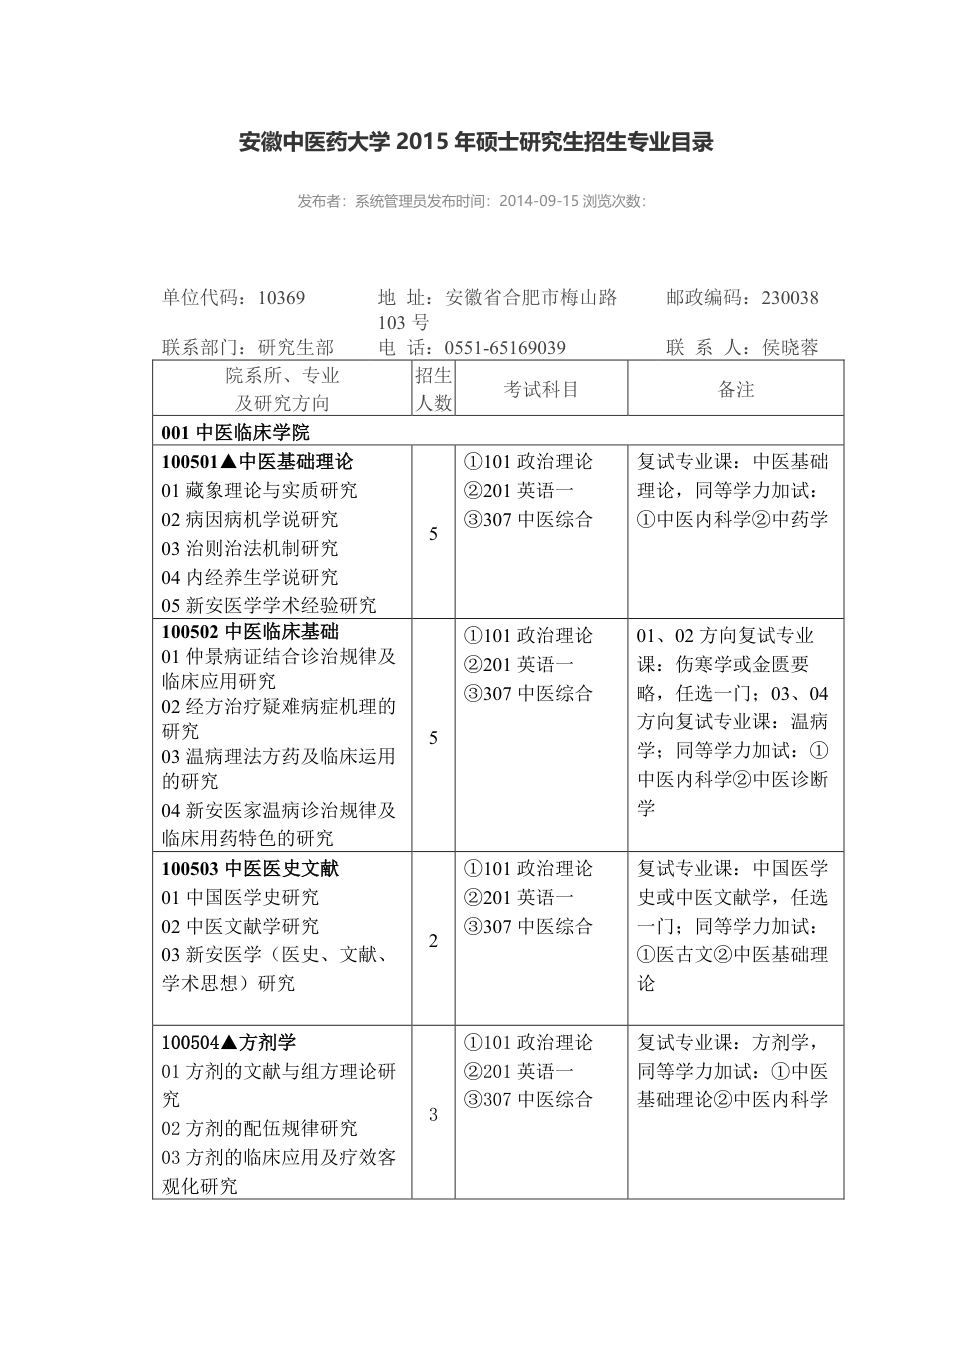 安徽中医药大学 2015 年硕士研究生招生专业目录
发布者：系统管理员发布时间：2014-09-15 浏览次数：
单位代码：10369 地 址：安徽省合肥市梅山路 邮政编码：230038
103 号
联系部门：研究生部 电 话：0551-65169039 联 系 人：侯晓蓉
院系所、专业
及研究方向
招生
人数
考试科目
备注
001 中医临床学院
100501▲中医基础理论
01 藏象理论与实质研究
02 病因病机学说研究
03 治则治法机制研究
04 内经养生学说研究
05 新安医学学术经验研究
5
①101 政治理论
②201 英语一
③307 中医综合
复试专业课：中医基础
理论，同等学力加试：
①中医内科学②中药学
100502 中医临床基础
01 仲景病证结合诊治规律及
临床应用研究
02 经方治疗疑难病症机理的
研究
03 温病理法方药及临床运用
的研究
04 新安医家温病诊治规律及
临床用药特色的研究
5
①101 政治理论
②201 英语一
③307 中医综合
01、02 方向复试专业
课：伤寒学或金匮要
略，任选一门；03、04
方向复试专业课：温病
学；同等学力加试：①
中医内科学②中医诊断
学
100503 中医医史文献
01 中国医学史研究
02 中医文献学研究
03 新安医学（医史、文献、
学术思想）研究
2
①101 政治理论
②201 英语一
③307 中医综合
复试专业课：中国医学
史或中医文献学，任选
一门；同等学力加试：
①医古文②中医基础理
论
100504▲方剂学
01 方剂的文献与组方理论研
究
02 方剂的配伍规律研究
03 方剂的临床应用及疗效客
观化研究
3
①101 政治理论
②201 英语一
③307 中医综合
复试专业课：方剂学，
同等学力加试：①中医
基础理论②中医内科学